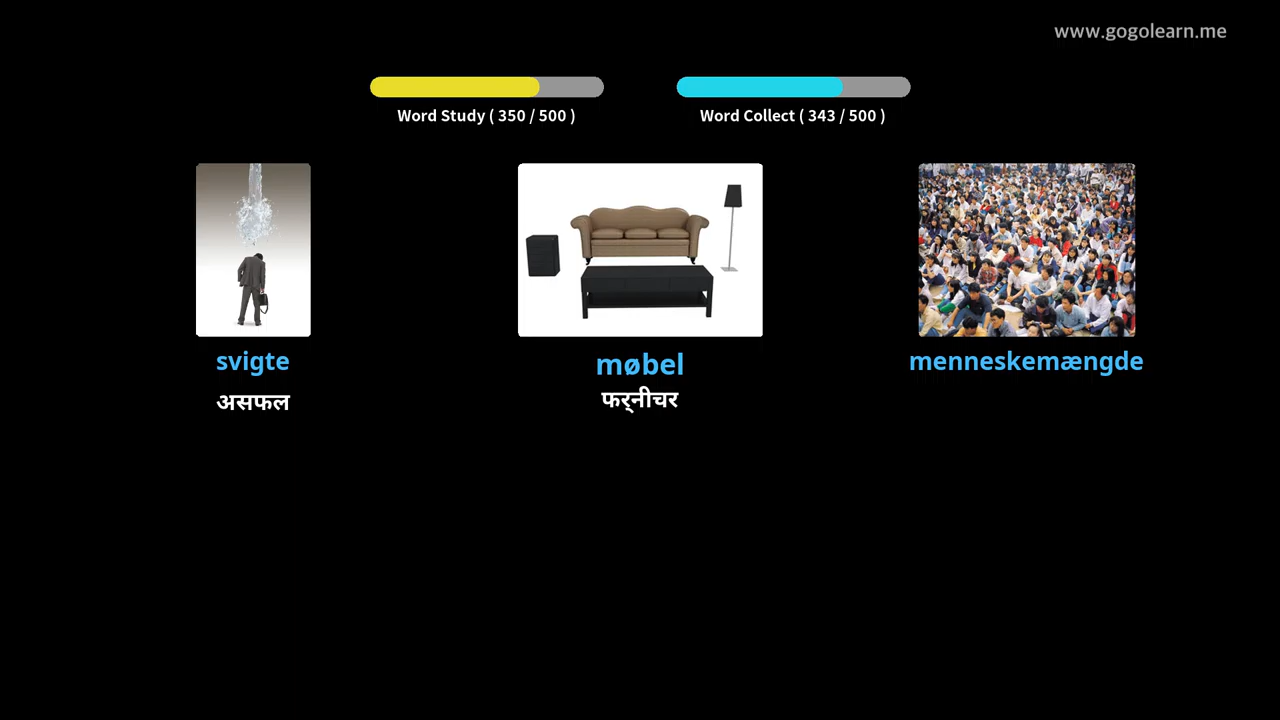 www.gogolearn.me
Word Study ( 350 / 500 )
Word Collect ( 343 / 500 )
svigte
møbel
menneskemængde
असफल
फर्नीचर